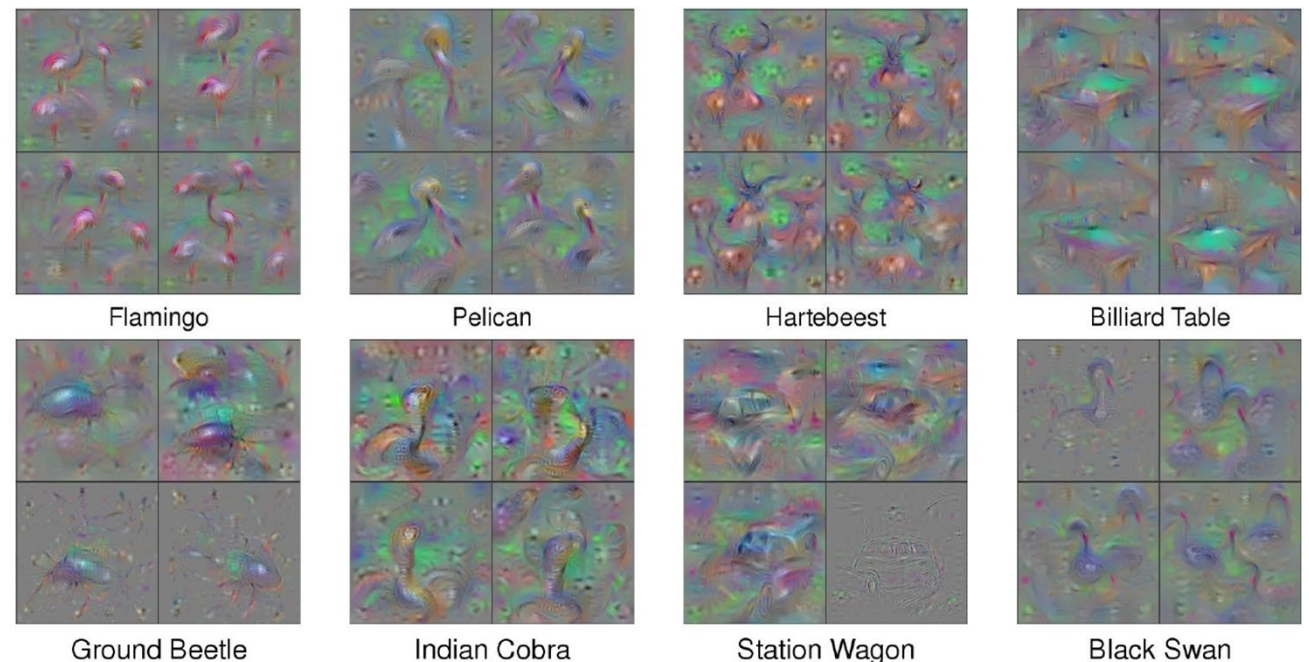 Flamingo
Pelican
Hartebeest
Billiard Table
Ground Beetle
Indian Cobra
Station Wagon
Black Swan